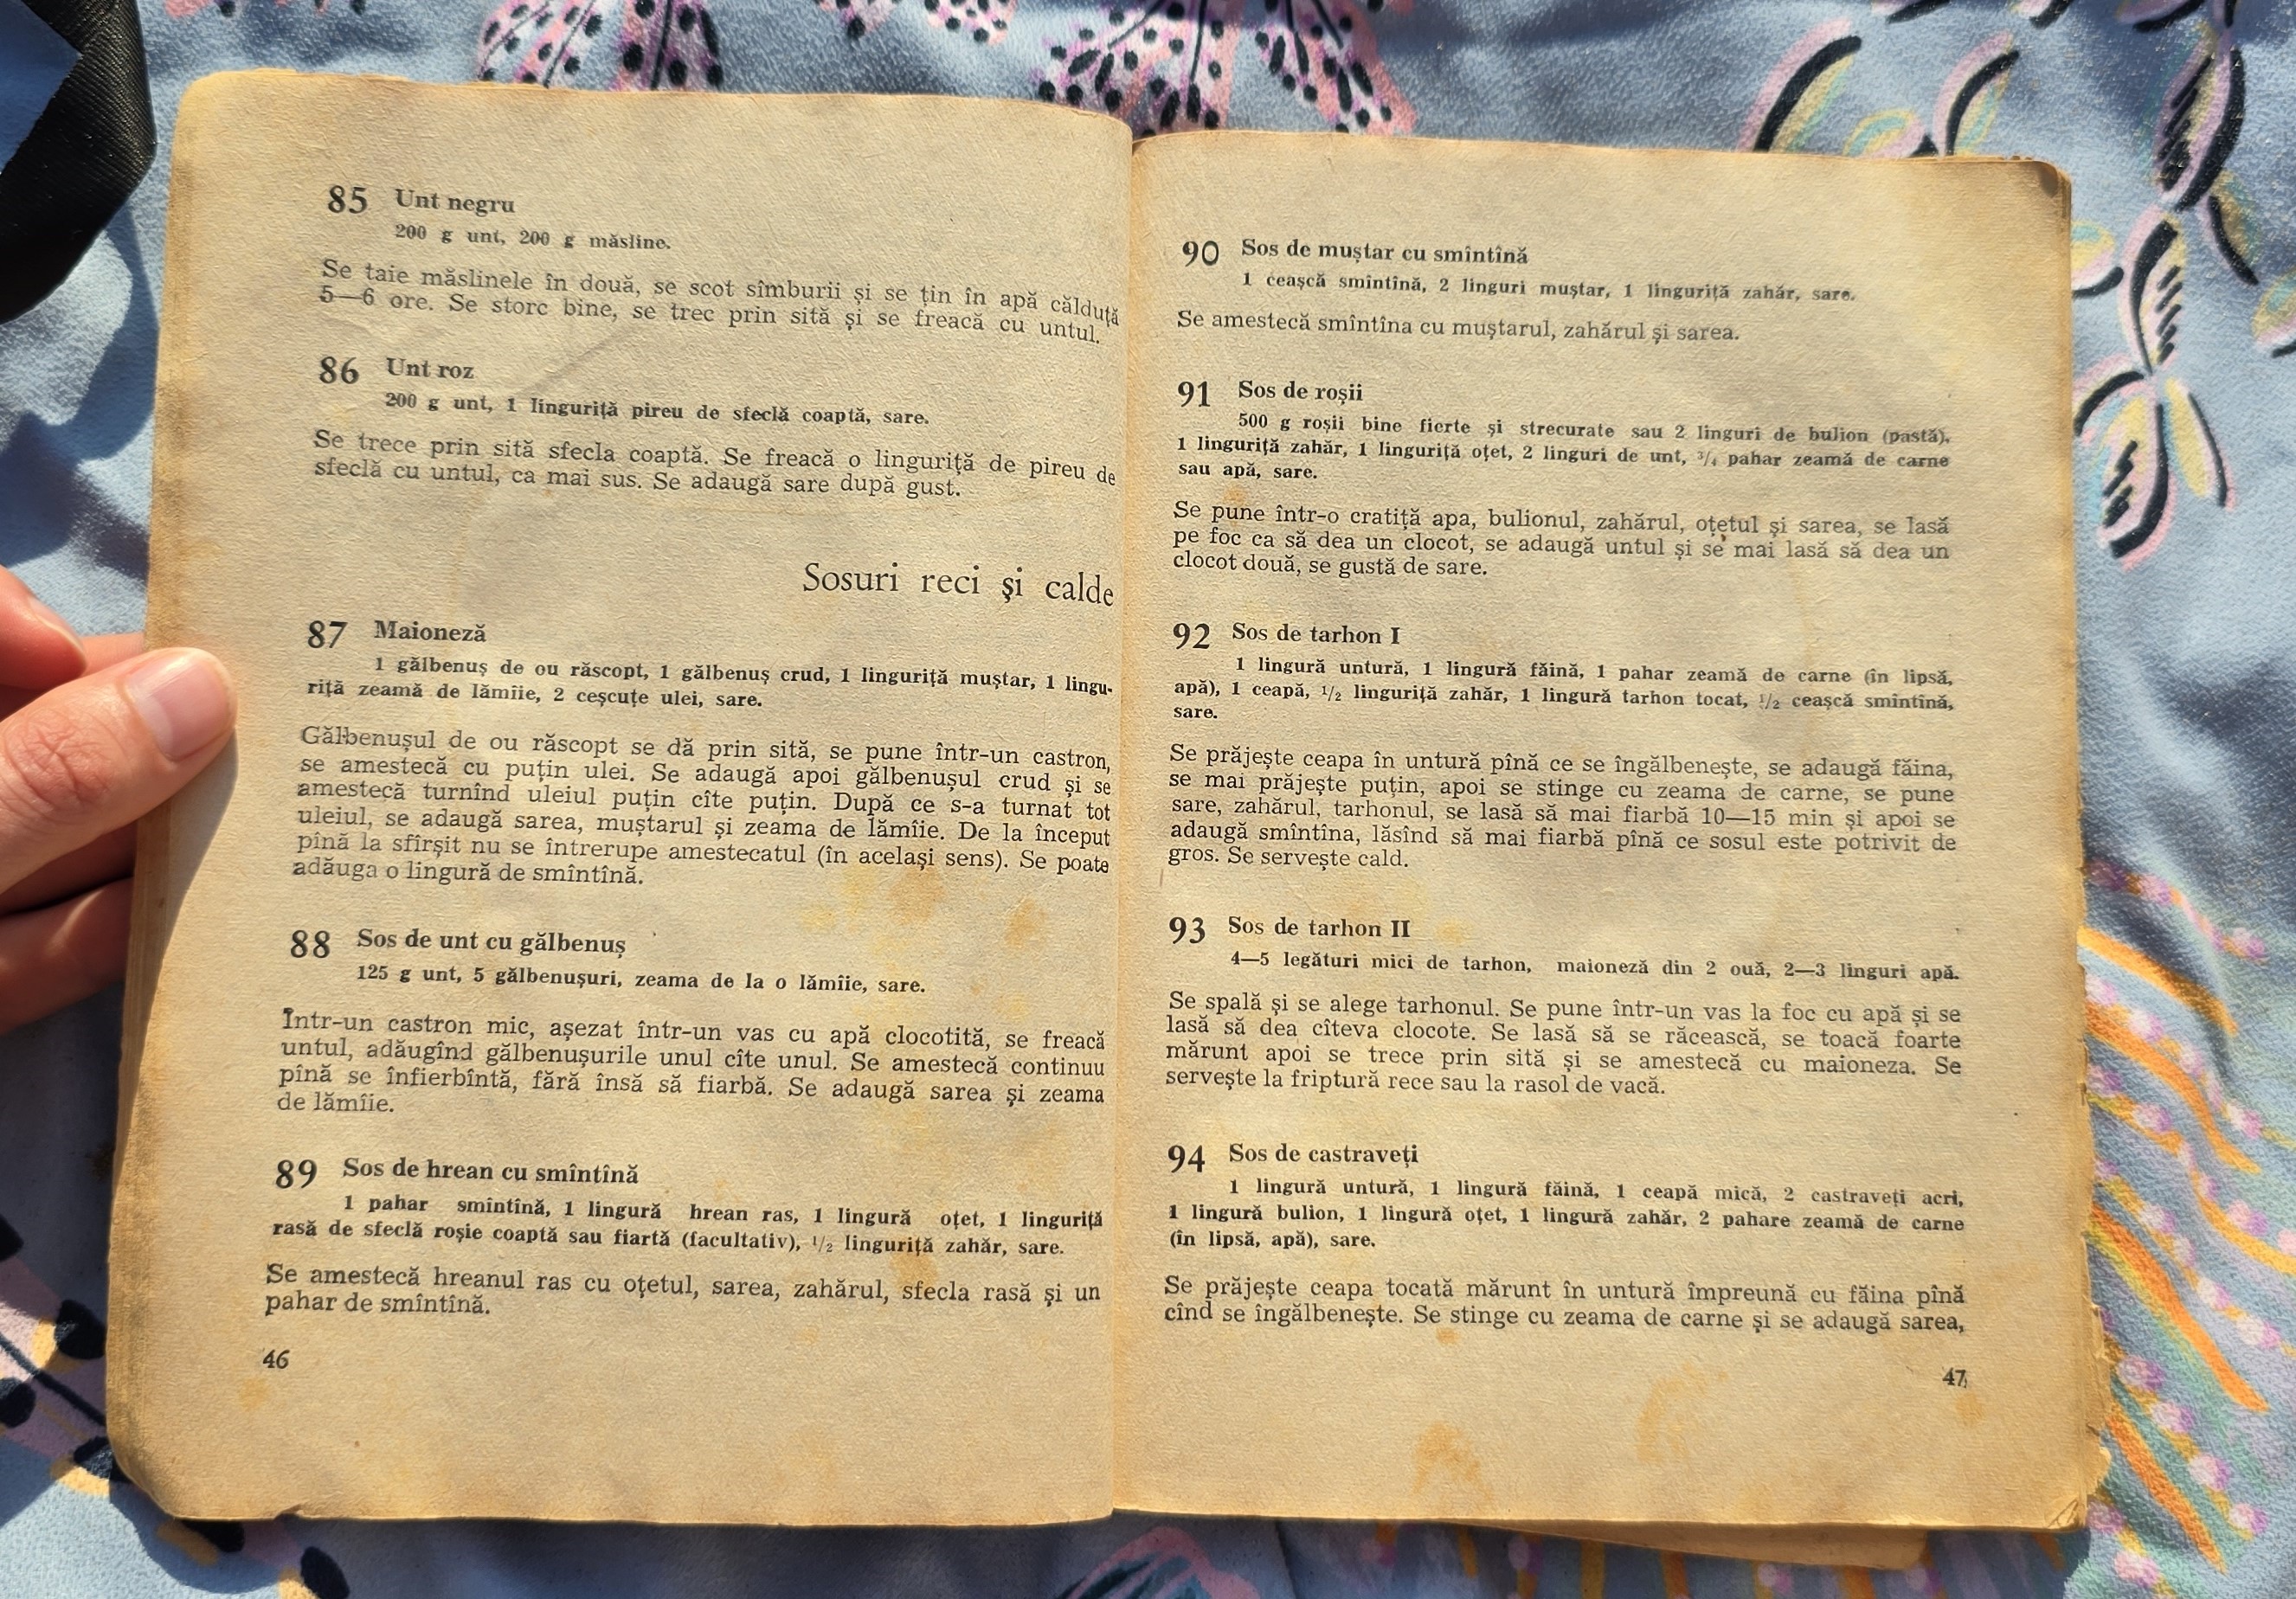 85 Unt negru
200 g unt, 200 g măsline.
Se taie măslinele în două, se scot sîmburii și se țin în apă călduță
5—6 ore. Se storc bine, se trec prin sită și se freacă cu untul.
86 Unt roz
200 g unt, 1 linguriță pireu de sfeclă coaptă, sare.
Se trece prin sită sfecla coaptă. Se freacă o linguriță de pireu de
sfeclă cu untul, ca mai sus. Se adaugă sare după gust.
Sosuri reci și calde
87 Maioneză
1 gălbenuș de ou răscopt, 1 gălbenuș crud, 1 linguriță muștar, 1 lingu-
riță zeamă de lămîie, 2 ceșcuțe ulei, sare.
Gălbenușul de ou răscopt se dă prin sită, se pune într-un castron,
se amestecă cu puțin ulei. Se adaugă apoi gălbenușul crud și se
amestecă turnînd uleiul puțin cîte puțin. După ce s-a turnat tot
uleiul, se adaugă sarea, muștarul și zeama de lămîie. De la început
pînă la sfîrșit nu se întrerupe amestecatul (în același sens). Se poate
adăuga o lingură de smîntînă.
88 Sos de unt cu gălbenuș
125 g unt, 5 gălbenușuri, zeama de la o lămîie, sare.
Într-un castron mic, așezat într-un vas cu apă clocotită, se freacă
untul, adăugînd gălbenușurile unul cîte unul. Se amestecă continuu
pînă se înfierbîntă, fără însă să fiarbă. Se adaugă sarea și zeama
de lămîie.
89 Sos de hrean cu smîntînă
1 pahar smîntînă, 1 lingură hrean ras, 1 lingură oțet, 1 linguriță
rasă de sfeclă roșie coaptă sau fiartă (facultativ), 1/2 linguriță zahăr, sare.
Se amestecă hreanul ras cu oțetul, sarea, zahărul, sfecla rasă și un
pahar de smîntînă.
46
90 Sos de muștar cu smîntînă
1 ceașcă smîntînă, 2 linguri muștar, 1 linguriță zahăr, sare.
Se amestecă smîntîna cu muștarul, zahărul și sarea.
91 Sos de roșii
500 g roșii bine fierte și strecurate sau 2 linguri de bulion (pastă),
1 linguriță zahăr, 1 linguriță oțet, 2 linguri de unt, 3/4 pahar zeamă de carne
sau apă, sare.
Se pune într-o cratiță apa, bulionul, zahărul, oțetul și sarea, se lasă
pe foc ca să dea un clocot, se adaugă untul și se mai lasă să dea un
clocot două, se gustă de sare.
92 Sos de tarhon I
1 lingură untură, 1 lingură făină, 1 pahar zeamă de carne (în lipsă,
apă), 1 ceapă, 1/2 linguriță zahăr, 1 lingură tarhon tocat, 1/2 ceașcă smîntînă,
sare.
Se prăjește ceapa în untură pînă ce se îngălbenește, se adaugă făina,
se mai prăjește puțin, apoi se stinge cu zeama de carne, se pune
sare, zahărul, tarhonul, se lasă să mai fiarbă 10—15 min și apoi se
adaugă smîntîna, lăsînd să mai fiarbă pînă ce sosul este potrivit de
gros. Se servește cald.
93 Sos de tarhon II
4—5 legături mici de tarhon, maioneză din 2 ouă, 2—3 linguri apă.
Se spală și se alege tarhonul. Se pune într-un vas la foc cu apă și se
lasă să dea cîteva clocote. Se lasă să se răcească, se toacă foarte
mărunt apoi se trece prin sită și se amestecă cu maioneza. Se
servește la friptură rece sau la rasol de vacă.
94 Sos de castraveți
1 lingură untură, 1 lingură făină, 1 ceapă mică, 2 castraveți acri,
1 lingură bulion, 1 lingură oțet, 1 lingură zahăr, 2 pahare zeamă de carne
(în lipsă, apă), sare.
Se prăjește ceapa tocată mărunt în untură împreună cu făina pînă
cînd se îngălbenește. Se stinge cu zeama de carne și se adaugă sarea,
47